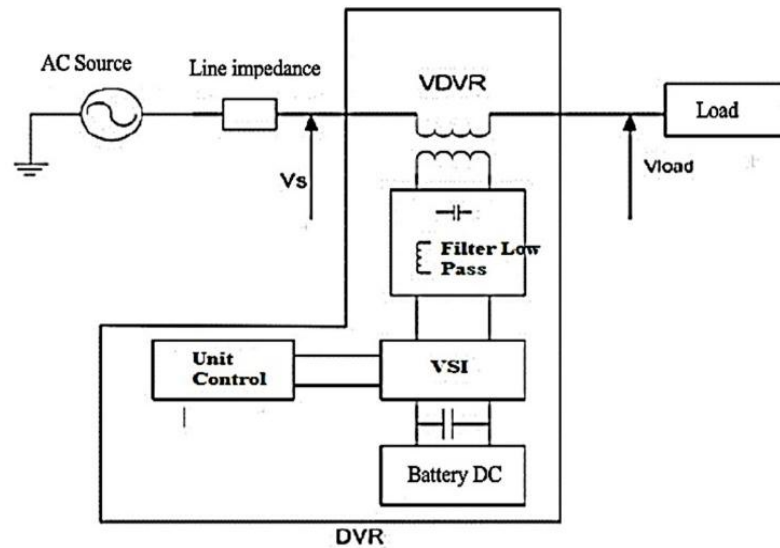 AC Source
Line impedance
VDVR
Load
Vs
Vload
Filter Low
Pass
Unit
Control
VSI
Battery DC
DVR